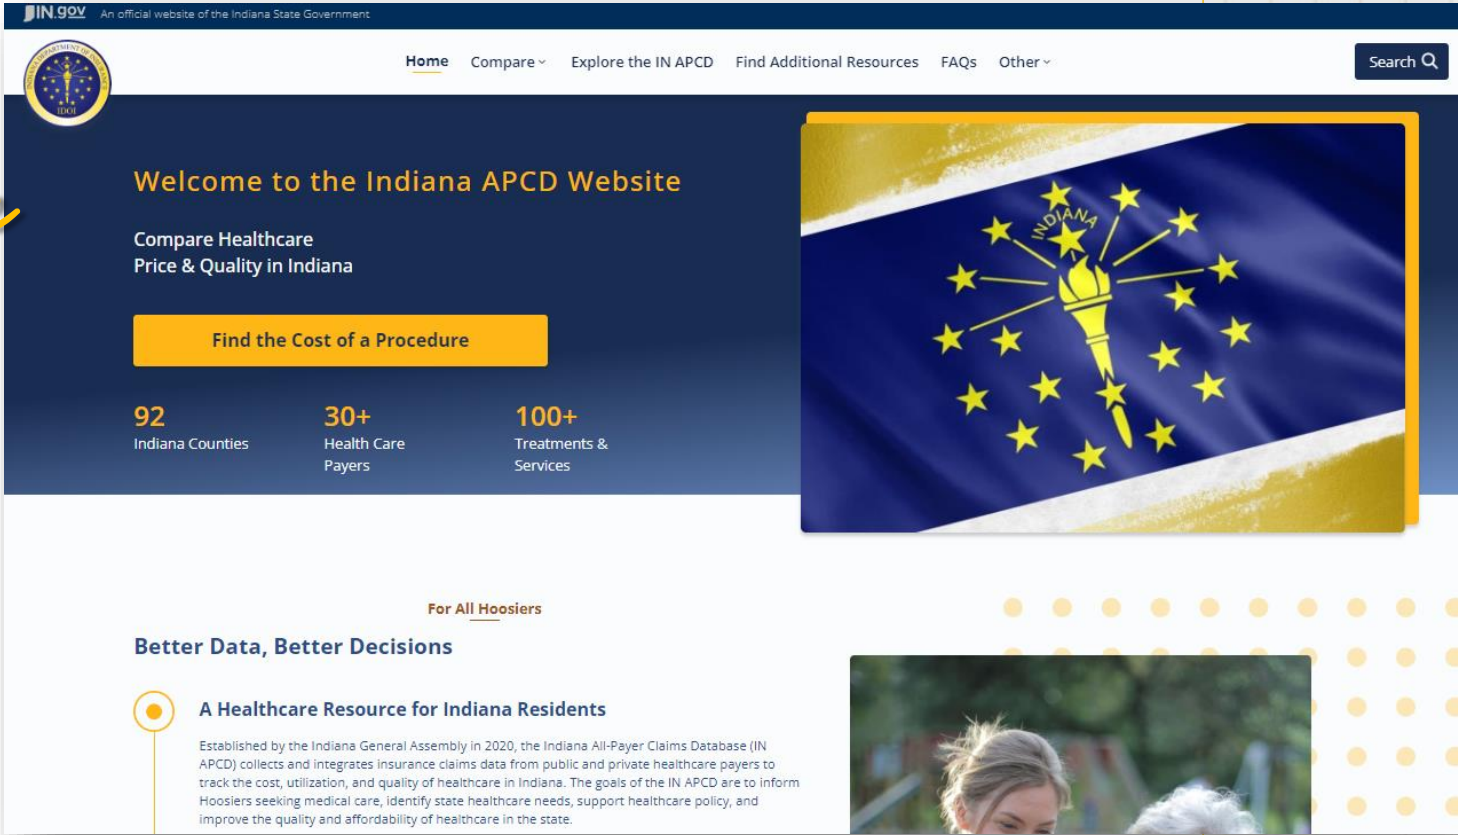 IN.gov An official website of the Indiana State Government
INDIANA DEPARTMENT OF INSURANCE
IDOI
Home Compare Explore the IN APCD Find Additional Resources FAQs Other Search
Welcome to the Indiana APCD Website
Compare Healthcare
Price & Quality in Indiana
Find the Cost of a Procedure
92
Indiana Counties
30+
Health Care
Payers
100+
Treatments &
Services
INDIANA
For All Hoosiers
Better Data, Better Decisions
A Healthcare Resource for Indiana Residents
Established by the Indiana General Assembly in 2020, the Indiana All-Payer Claims Database (IN
APCD) collects and integrates insurance claims data from public and private healthcare payers to
track the cost, utilization, and quality of healthcare in Indiana. The goals of the IN APCD are to inform
Hoosiers seeking medical care, identify state healthcare needs, support healthcare policy, and
improve the quality and affordability of healthcare in the state.